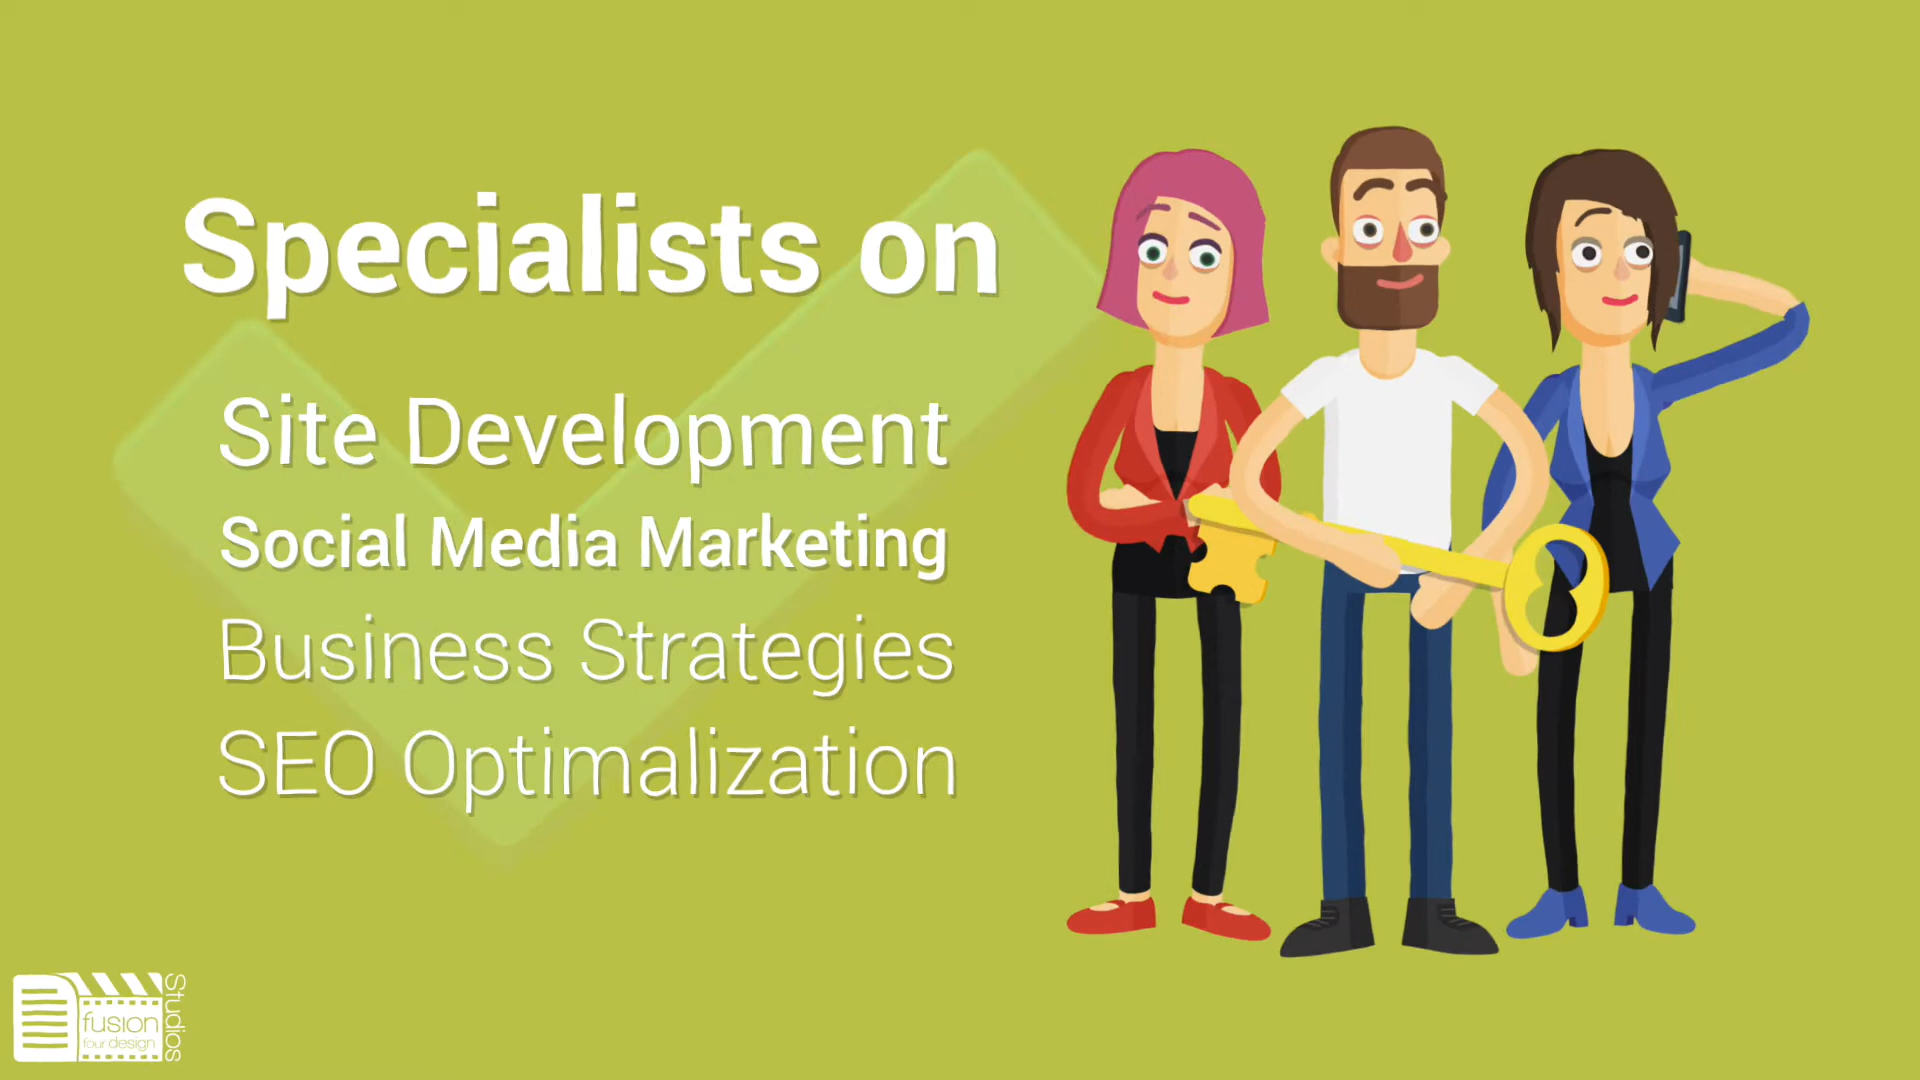 Specialists on
Site Development
Social Media Marketing
Business Strategies
SEO Optimalization
fusion
four design
Studios